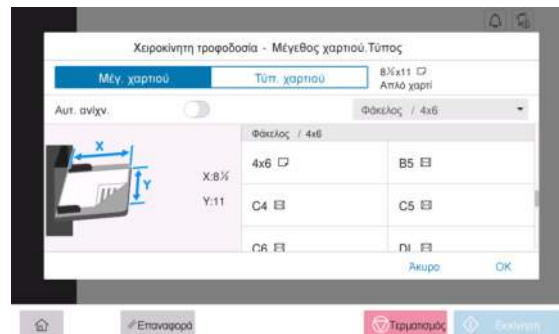 Χειροκίνητη τροφοδοσία - Μέγεθος χαρτιού.Τύπος
Μέγ. χαρτιού
Τύπ. χαρτιού
8½x11
Απλό χαρτί
Αυτ. ανίχν.
Φάκελος / 4x6
Φάκελος / 4x6
X
Y
X:8½
Y:11
4x6
B5
C4
C5
C6
DL
Άκυρο
OK
Επαναφορά
Τερματισμός
Εκκίνηση